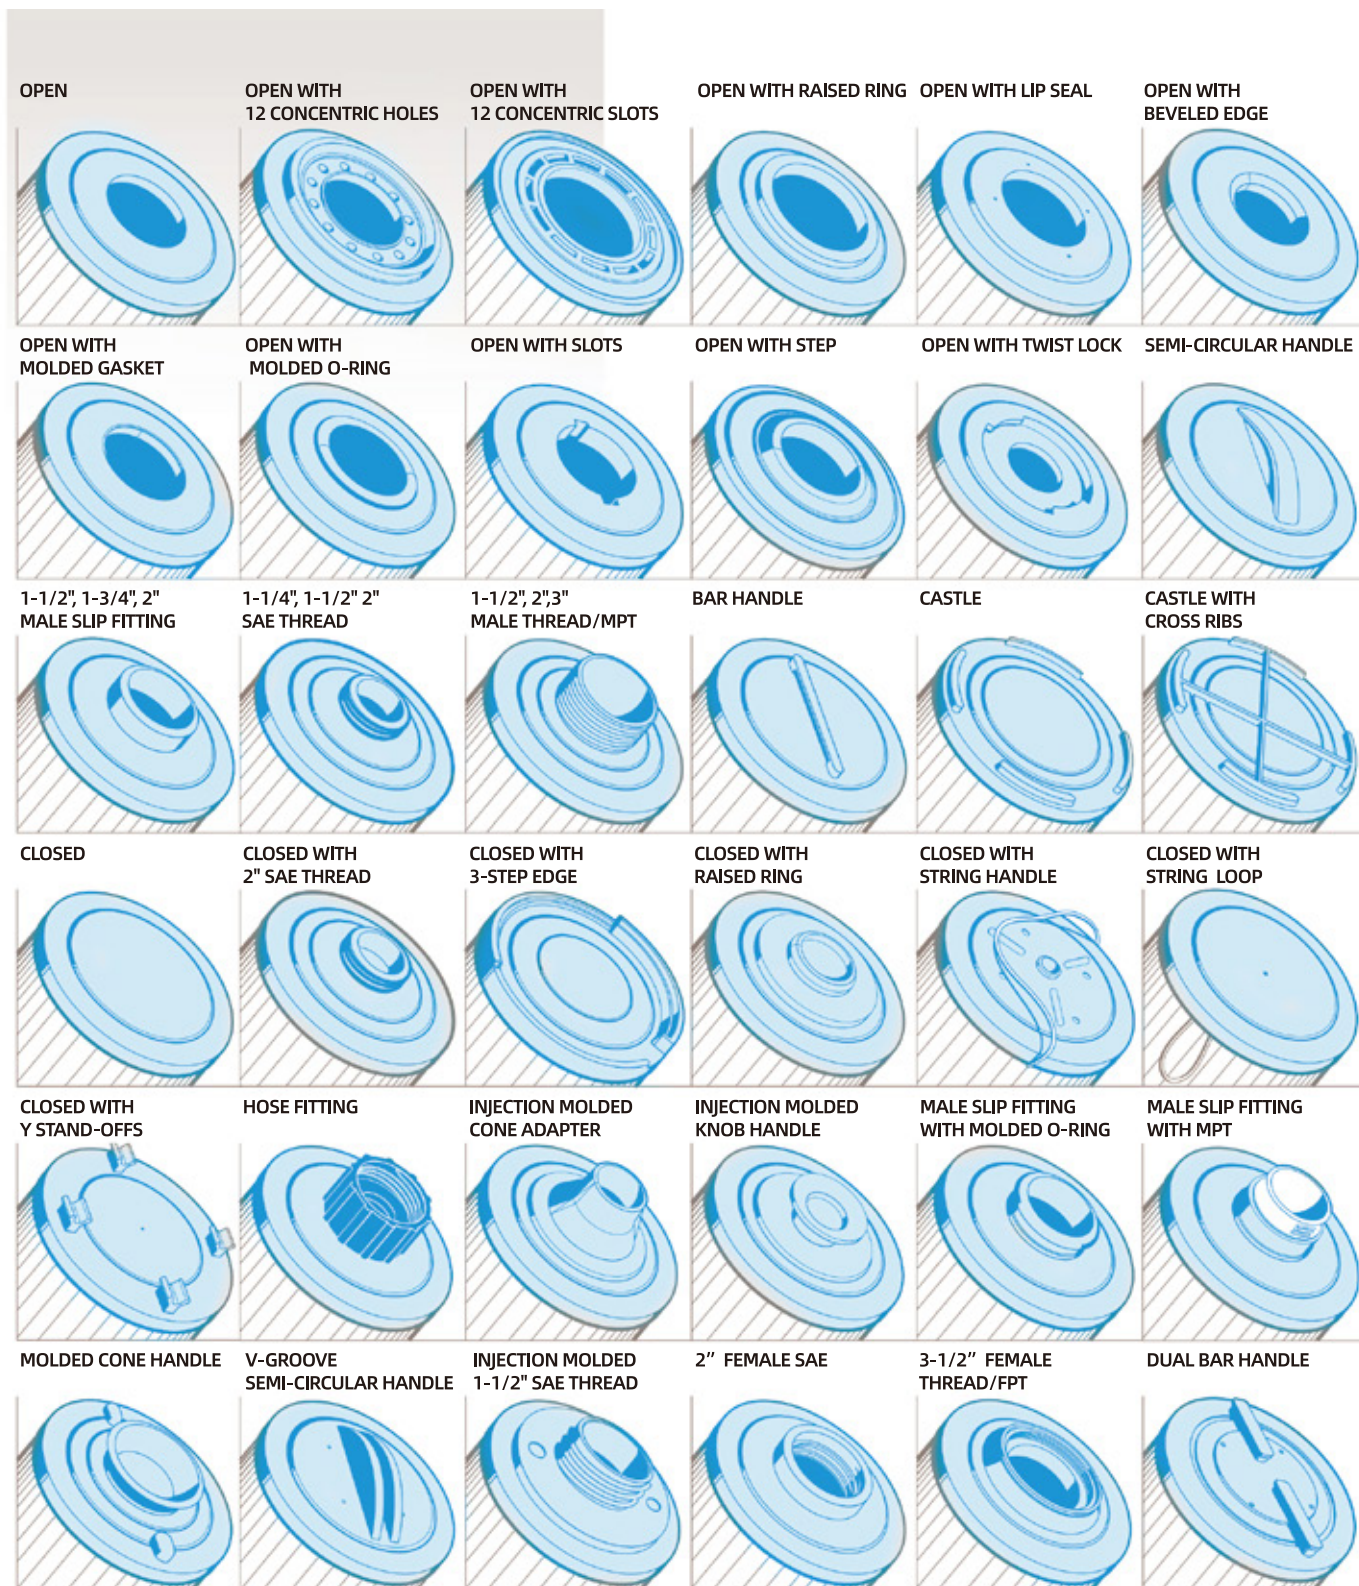 OPEN
OPEN WITH
12 CONCENTRIC HOLES
OPEN WITH
12 CONCENTRIC SLOTS
OPEN WITH RAISED RING
OPEN WITH LIP SEAL
OPEN WITH
BEVELED EDGE
OPEN WITH
MOLDED GASKET
OPEN WITH
MOLDED O-RING
OPEN WITH SLOTS
OPEN WITH STEP
OPEN WITH TWIST LOCK
SEMI-CIRCULAR HANDLE
1-1/2", 1-3/4", 2"
MALE SLIP FITTING
1-1/4", 1-1/2" 2"
SAE THREAD
1-1/2", 2",3"
MALE THREAD/MPT
BAR HANDLE
CASTLE
CASTLE WITH
CROSS RIBS
CLOSED
CLOSED WITH
2" SAE THREAD
CLOSED WITH
3-STEP EDGE
CLOSED WITH
RAISED RING
CLOSED WITH
STRING HANDLE
CLOSED WITH
STRING LOOP
CLOSED WITH
Y STAND-OFFS
HOSE FITTING
INJECTION MOLDED
CONE ADAPTER
INJECTION MOLDED
KNOB HANDLE
MALE SLIP FITTING
WITH MOLDED O-RING
MALE SLIP FITTING
WITH MPT
MOLDED CONE HANDLE
V-GROOVE
SEMI-CIRCULAR HANDLE
INJECTION MOLDED
1-1/2" SAE THREAD
2” FEMALE SAE
3-1/2” FEMALE
THREAD/FPT
DUAL BAR HANDLE